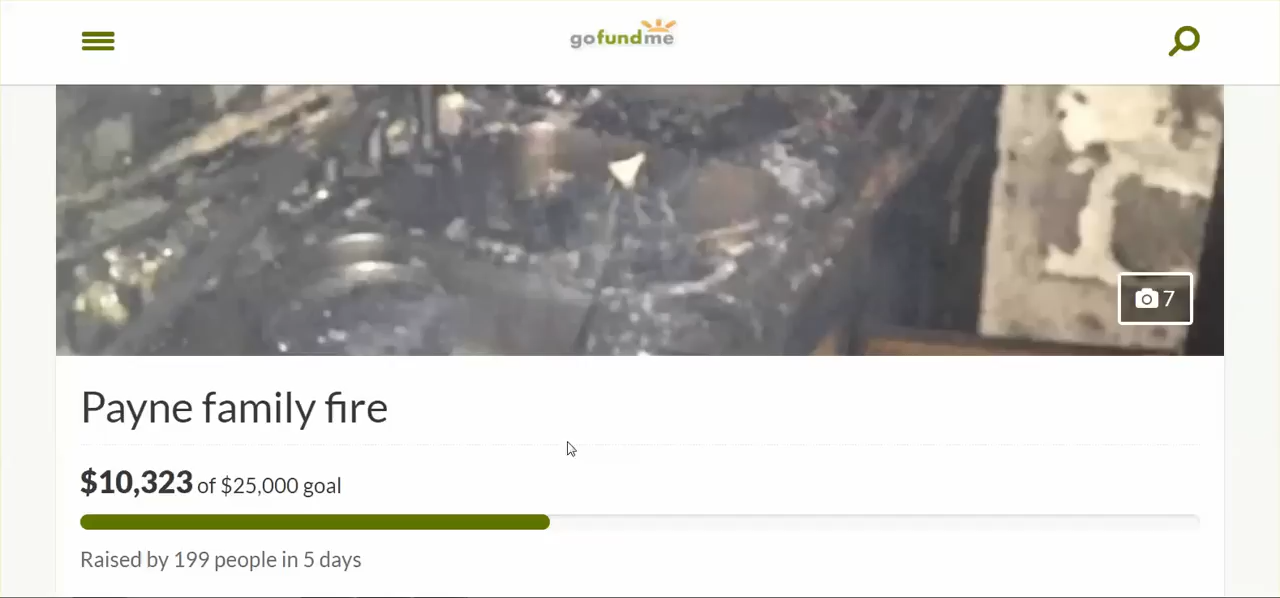 gofundme
7
Payne family fire
$10,323 of $25,000 goal
Raised by 199 people in 5 days